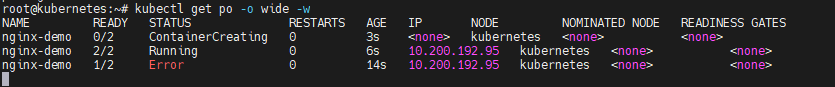 root@kubernetes:~# kubectl get po -o wide -w
NAME READY STATUS RESTARTS AGE IP NODE NOMINATED NODE READINESS GATES
nginx-demo 0/2 ContainerCreating 0 3s <none> kubernetes <none> <none>
nginx-demo 2/2 Running 0 6s 10.200.192.95 kubernetes <none> <none>
nginx-demo 1/2 Error 0 14s 10.200.192.95 kubernetes <none> <none>